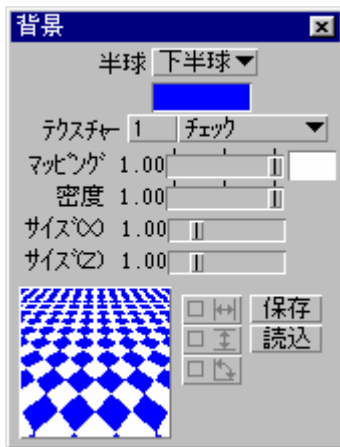 背景
半球 下半球
テクスチャー 1 チェック
マッピング 1.00
密度 1.00
サイズ(X) 1.00
サイズ(Z) 1.00
保存
読込